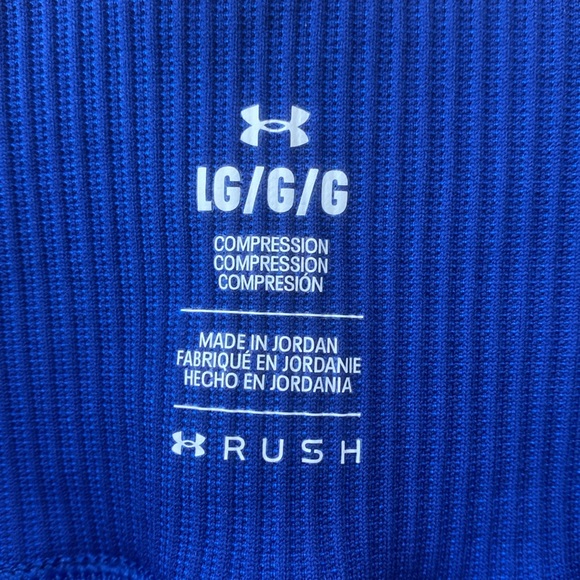 LG/G/G
COMPRESSION
COMPRESSION
COMPRESIÓN
MADE IN JORDAN
FABRIQUÉ EN JORDANIE
HECHO EN JORDANIA
RUSH